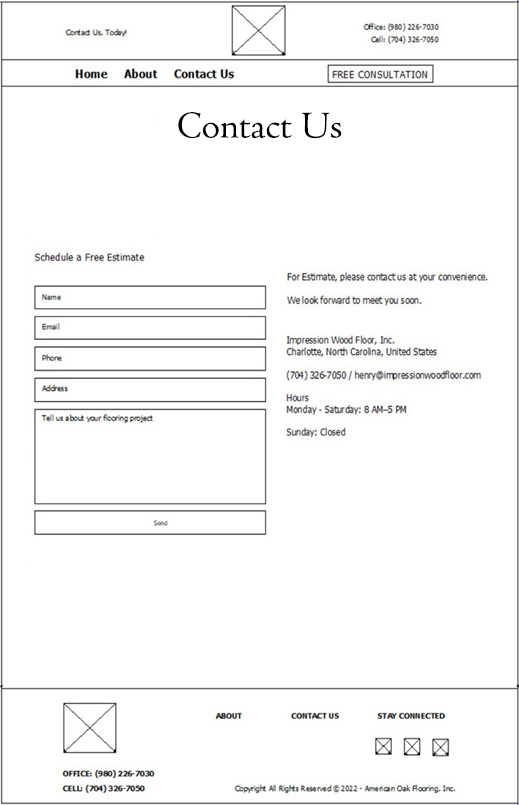 Contact Us, Today!
Office: (980) 226-7030
Cell: (704) 326-7050
Home About Contact Us
FREE CONSULTATION
Contact Us
Schedule a Free Estimate
Name
Email
Phone
Address
Tell us about your flooring project
Send
For Estimate, please contact us at your convenience.
We look forward to meet you soon.
Impression Wood Floor, Inc.
Charlotte, North Carolina, United States
(704) 326-7050 / henry@impressionwoodfloor.com
Hours
Monday - Saturday: 8 AM–5 PM
Sunday: Closed
OFFICE: (980) 226-7030
CELL: (704) 326-7050
ABOUT
CONTACT US
STAY CONNECTED
Copyright All Rights Reserved © 2022 - American Oak Flooring, Inc.